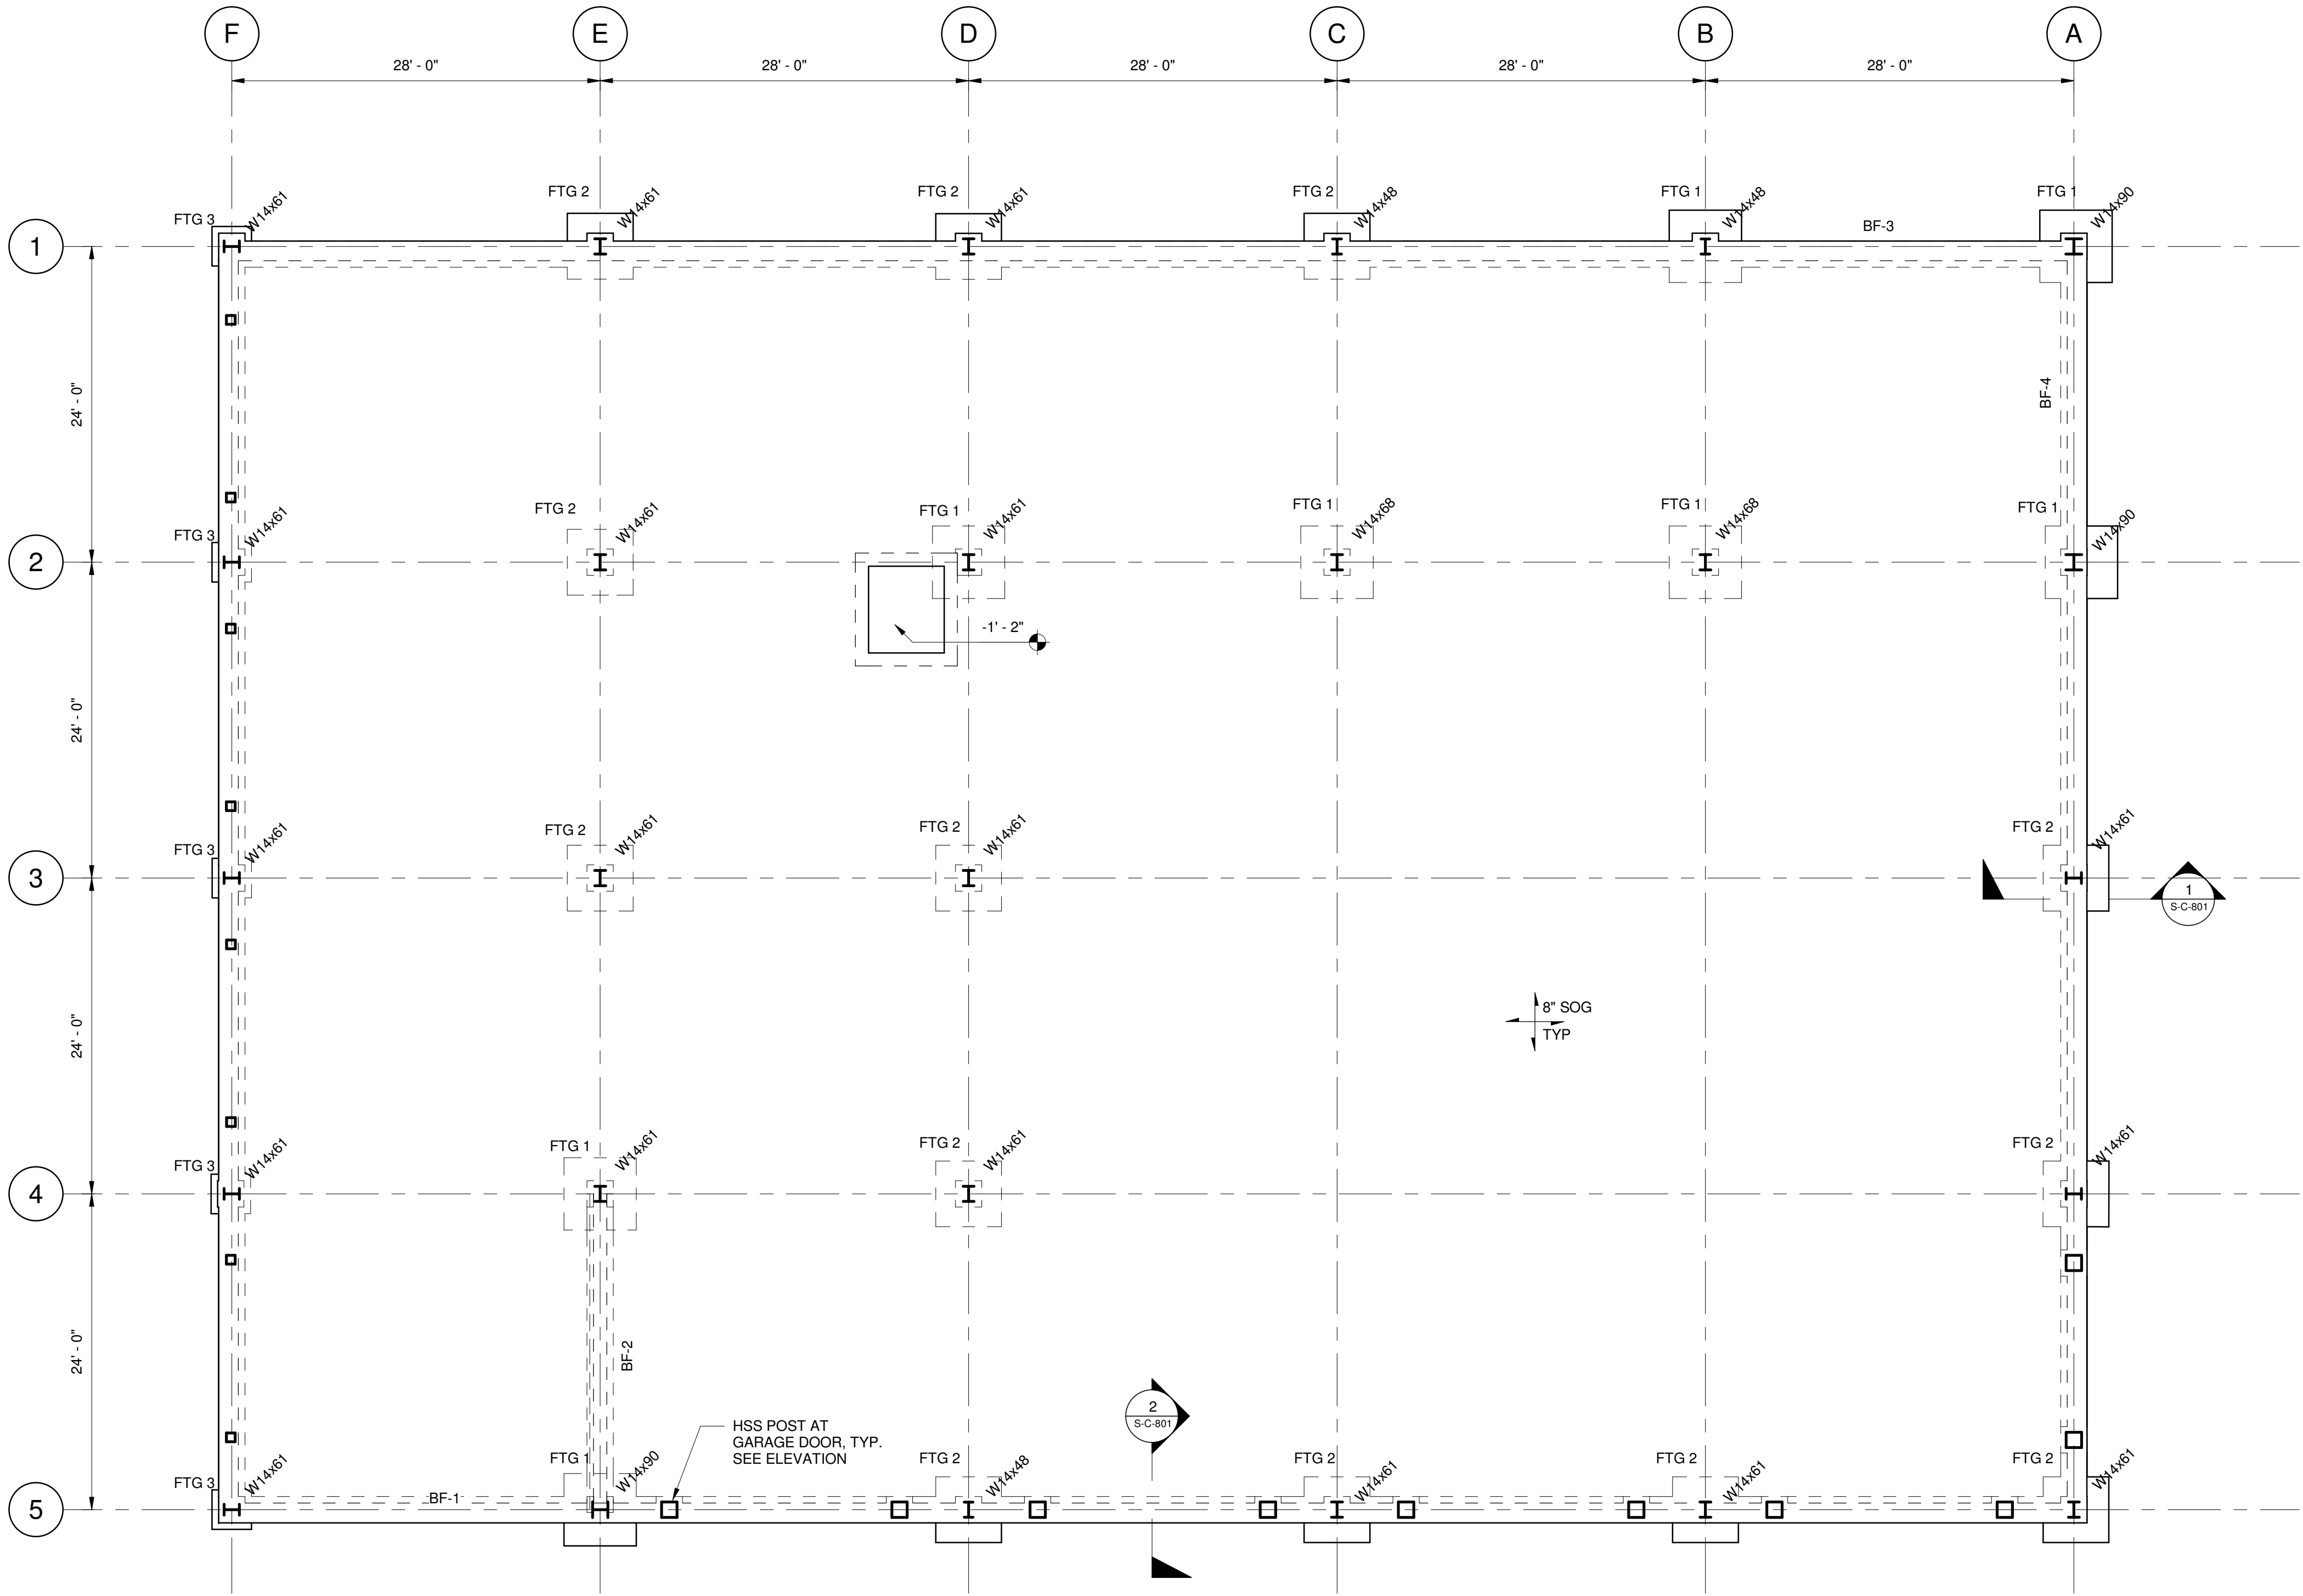 F
E
D
C
B
A
28' - 0"
28' - 0"
28' - 0"
28' - 0"
28' - 0"
FTG 3
W14x61
FTG 2
W14x61
FTG 2
W14x61
FTG 2
W14x48
FTG 1
W14x48
BF-3
FTG 1
W14x90
1
24' - 0"
BF-4
FTG 3
W14x61
FTG 2
W14x61
FTG 1
W14x61
FTG 1
W14x68
FTG 1
W14x68
FTG 1
W14x90
2
-1' - 2"
24' - 0"
FTG 3
W14x61
FTG 2
W14x61
FTG 2
W14x61
FTG 2
W14x61
3
1
S-C-801
8" SOG
TYP
24' - 0"
FTG 3
W14x61
FTG 1
W14x61
FTG 2
W14x61
FTG 2
W14x61
4
24' - 0"
BF-2
2
S-C-801
HSS POST AT
GARAGE DOOR, TYP.
SEE ELEVATION
FTG 3
W14x61
BF-1
FTG 1
W14x90
FTG 2
W14x48
FTG 2
W14x61
FTG 2
W14x61
FTG 2
W14x61
5